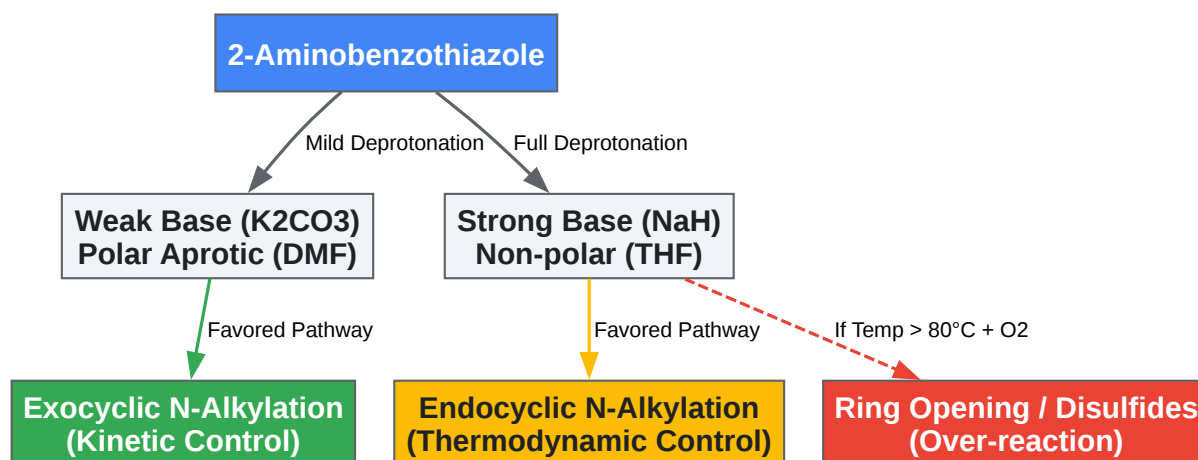 2-Aminobenzothiazole
Mild Deprotonation
Full Deprotonation
Weak Base (K2CO3)
Polar Aprotic (DMF)
Strong Base (NaH)
Non-polar (THF)
Favored Pathway
Favored Pathway
If Temp > 80°C + O2
Exocyclic N-Alkylation
(Kinetic Control)
Endocyclic N-Alkylation
(Thermodynamic Control)
Ring Opening / Disulfides
(Over-reaction)